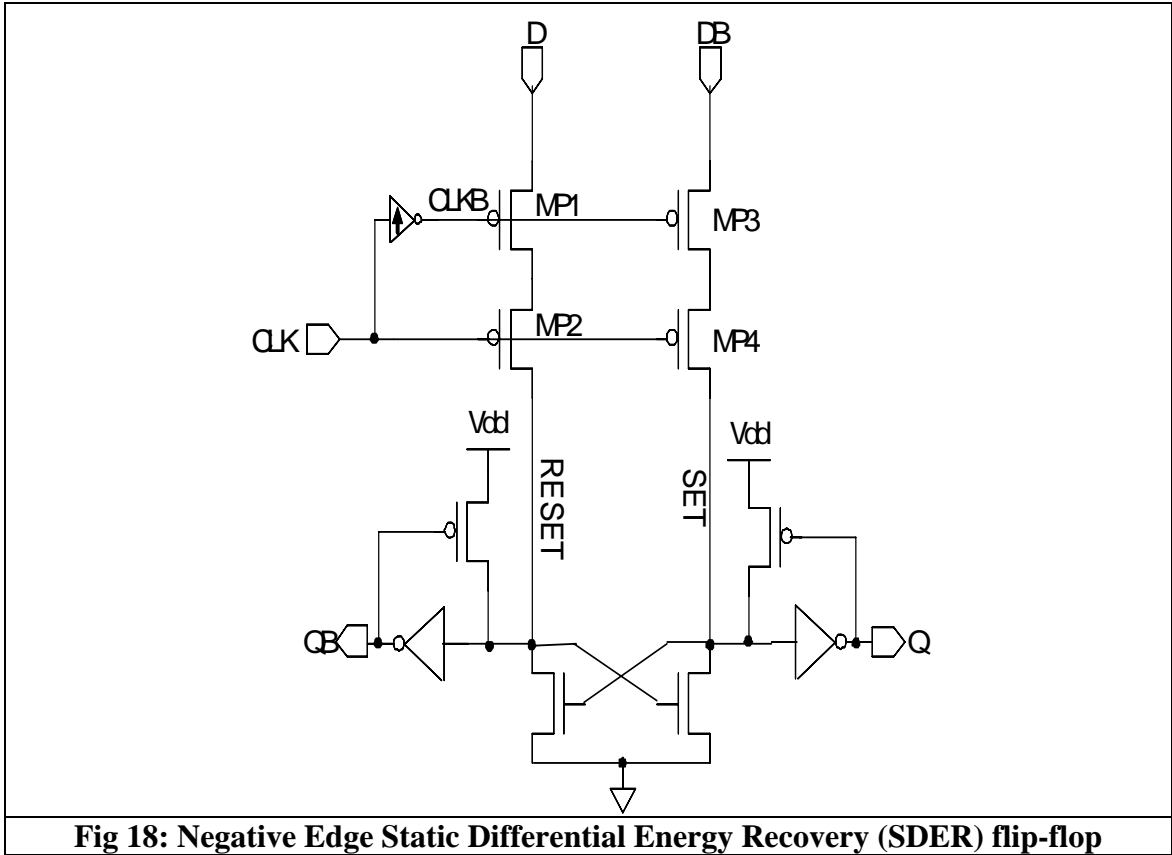 D DB
CLKB MP1 MP3
CLK MP2 MP4
Vdd Vdd
RESET
SET
QB Q
Fig 18: Negative Edge Static Differential Energy Recovery (SDER) flip-flop